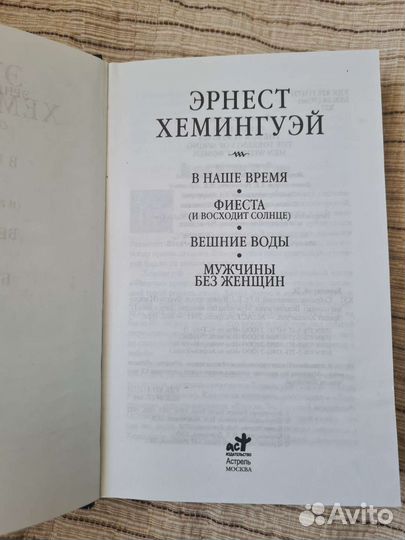 ЭРНЕСТ
ХЕМИНГУЭЙ
В НАШЕ ВРЕМЯ
•
ФИЕСТА
(И ВОСХОДИТ СОЛНЦЕ)
•
ВЕШНИЕ ВОДЫ
•
МУЖЧИНЫ
БЕЗ ЖЕНЩИН
аст
ИЗДАТЕЛЬСТВО
Астрель
МОСКВА
Avito